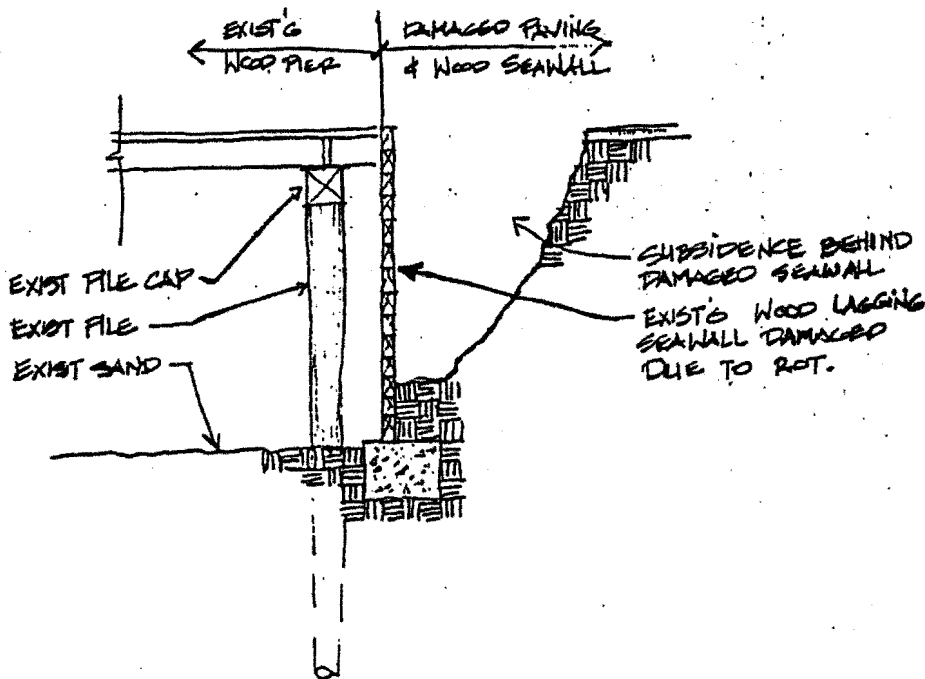 EXIST'G
WOOD PIER
DAMAGED PAVING
& WOOD SEAWALL
EXIST PILE CAP
EXIST PILE
EXIST SAND
SUBSIDENCE BEHIND
DAMAGED SEAWALL
EXIST'G WOOD LAGGING
SEAWALL DAMAGED
DUE TO ROT.